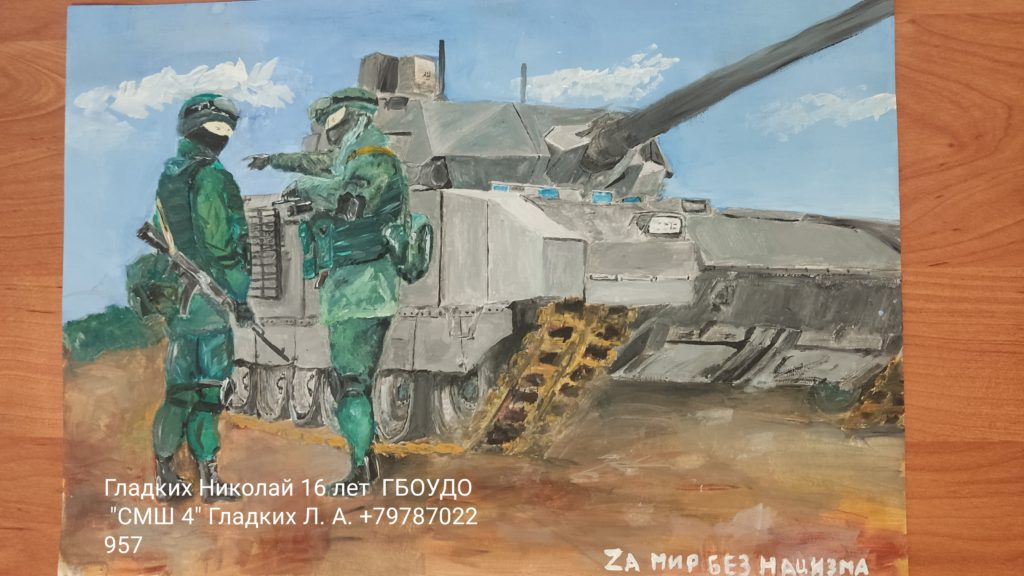 Гладких Николай 16 лет ГБОУДО
"СМШ 4" Гладких Л. А. +79787022
957
ZА МИР БЕЗ НАЦИЗМА